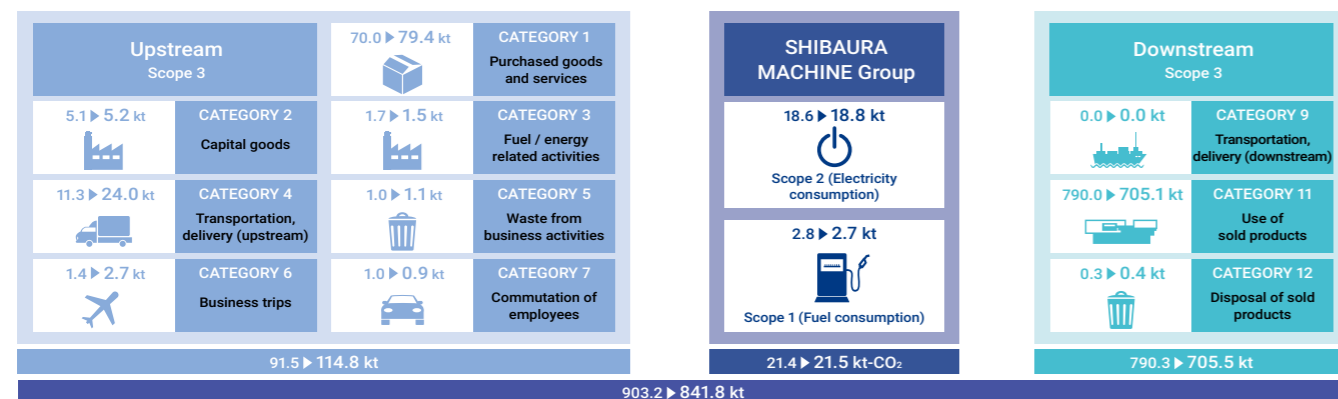 Upstream
Scope 3
70.0 ▶ 79.4 kt
CATEGORY 1
Purchased goods
and services
5.1 ▶ 5.2 kt
CATEGORY 2
Capital goods
1.7 ▶ 1.5 kt
CATEGORY 3
Fuel / energy
related activities
11.3 ▶ 24.0 kt
CATEGORY 4
Transportation,
delivery (upstream)
1.0 ▶ 1.1 kt
CATEGORY 5
Waste from
business activities
1.4 ▶ 2.7 kt
CATEGORY 6
Business trips
1.0 ▶ 0.9 kt
CATEGORY 7
Commutation of
employees
91.5 ▶ 114.8 kt
SHIBAURA
MACHINE Group
18.6 ▶ 18.8 kt
Scope 2 (Electricity
consumption)
2.8 ▶ 2.7 kt
Scope 1 (Fuel consumption)
21.4 ▶ 21.5 kt-CO₂
Downstream
Scope 3
0.0 ▶ 0.0 kt
CATEGORY 9
Transportation,
delivery (downstream)
790.0 ▶ 705.1 kt
CATEGORY 11
Use of
sold products
0.3 ▶ 0.4 kt
CATEGORY 12
Disposal of sold
products
790.3 ▶ 705.5 kt
903.2 ▶ 841.8 kt